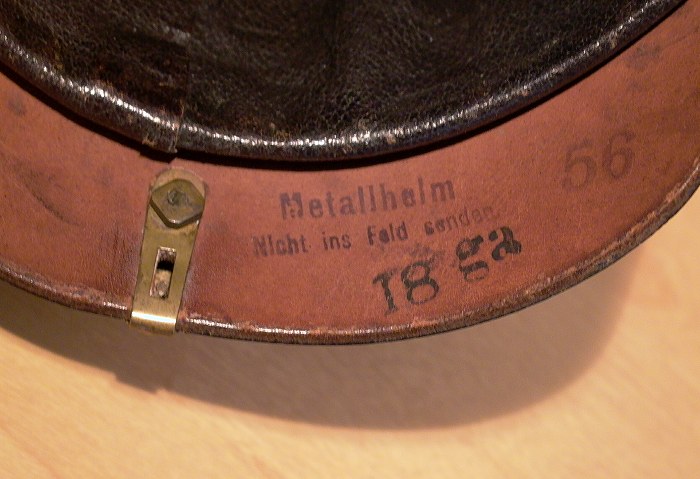 56
Metallhelm
Nicht ins Feld senden.
18 ga